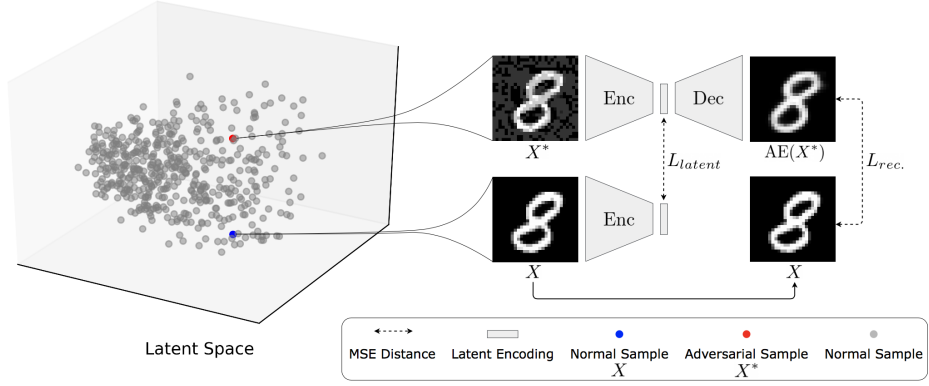 Enc
Dec
X*
AE(X*)
L_latent
L_rec.
Enc
X
X
Latent Space
MSE Distance
Latent Encoding
Normal Sample
X
Adversarial Sample
X*
Normal Sample